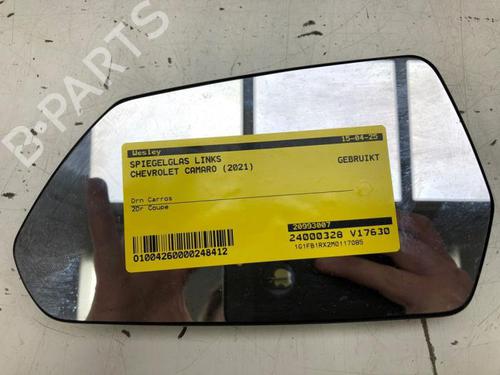 B-PARTS
Wesley 15-04-25
SPIEGELGLAS LINKS
CHEVROLET CAMARO (2021) GEBRUIKT
Drn Carros
2Dr Coupe
20993007
24000328 V17630
O1004260000248412 1G1FB1RX2M0117085